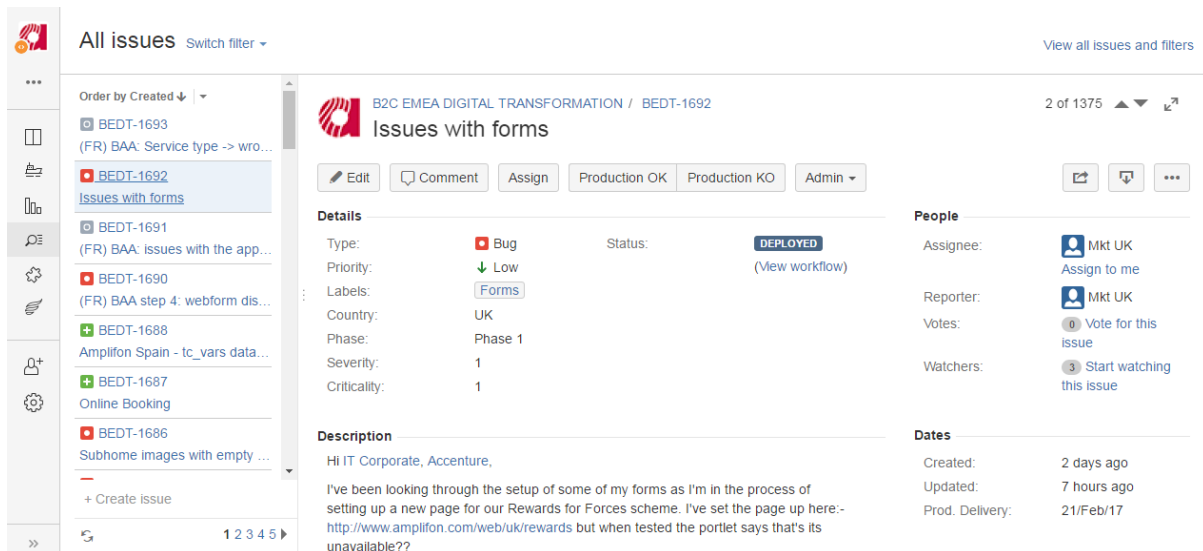 All issues Switch filter
View all issues and filters
Order by Created
BEDT-1693
(FR) BAA: Service type -> wro...
BEDT-1692
Issues with forms
BEDT-1691
(FR) BAA: issues with the app...
BEDT-1690
(FR) BAA step 4: webform dis...
BEDT-1688
Amplifon Spain - tc_vars data...
BEDT-1687
Online Booking
BEDT-1686
Subhome images with empty ...
+ Create issue
1 2 3 4 5
B2C EMEA DIGITAL TRANSFORMATION / BEDT-1692
2 of 1375
Issues with forms
Edit Comment Assign Production OK Production KO Admin
Details
Type: Bug Status: DEPLOYED
Priority: Low (View workflow)
Labels: Forms
Country: UK
Phase: Phase 1
Severity: 1
Criticality: 1
Description
Hi IT Corporate, Accenture,
I've been looking through the setup of some of my forms as I'm in the process of
setting up a new page for our Rewards for Forces scheme. I've set the page up here:-
http://www.amplifon.com/web/uk/rewards but when tested the portlet says that's its
unavailable??
People
Assignee: Mkt UK
Assign to me
Reporter: Mkt UK
Votes: 0 Vote for this
issue
Watchers: 3 Start watching
this issue
Dates
Created: 2 days ago
Updated: 7 hours ago
Prod. Delivery: 21/Feb/17